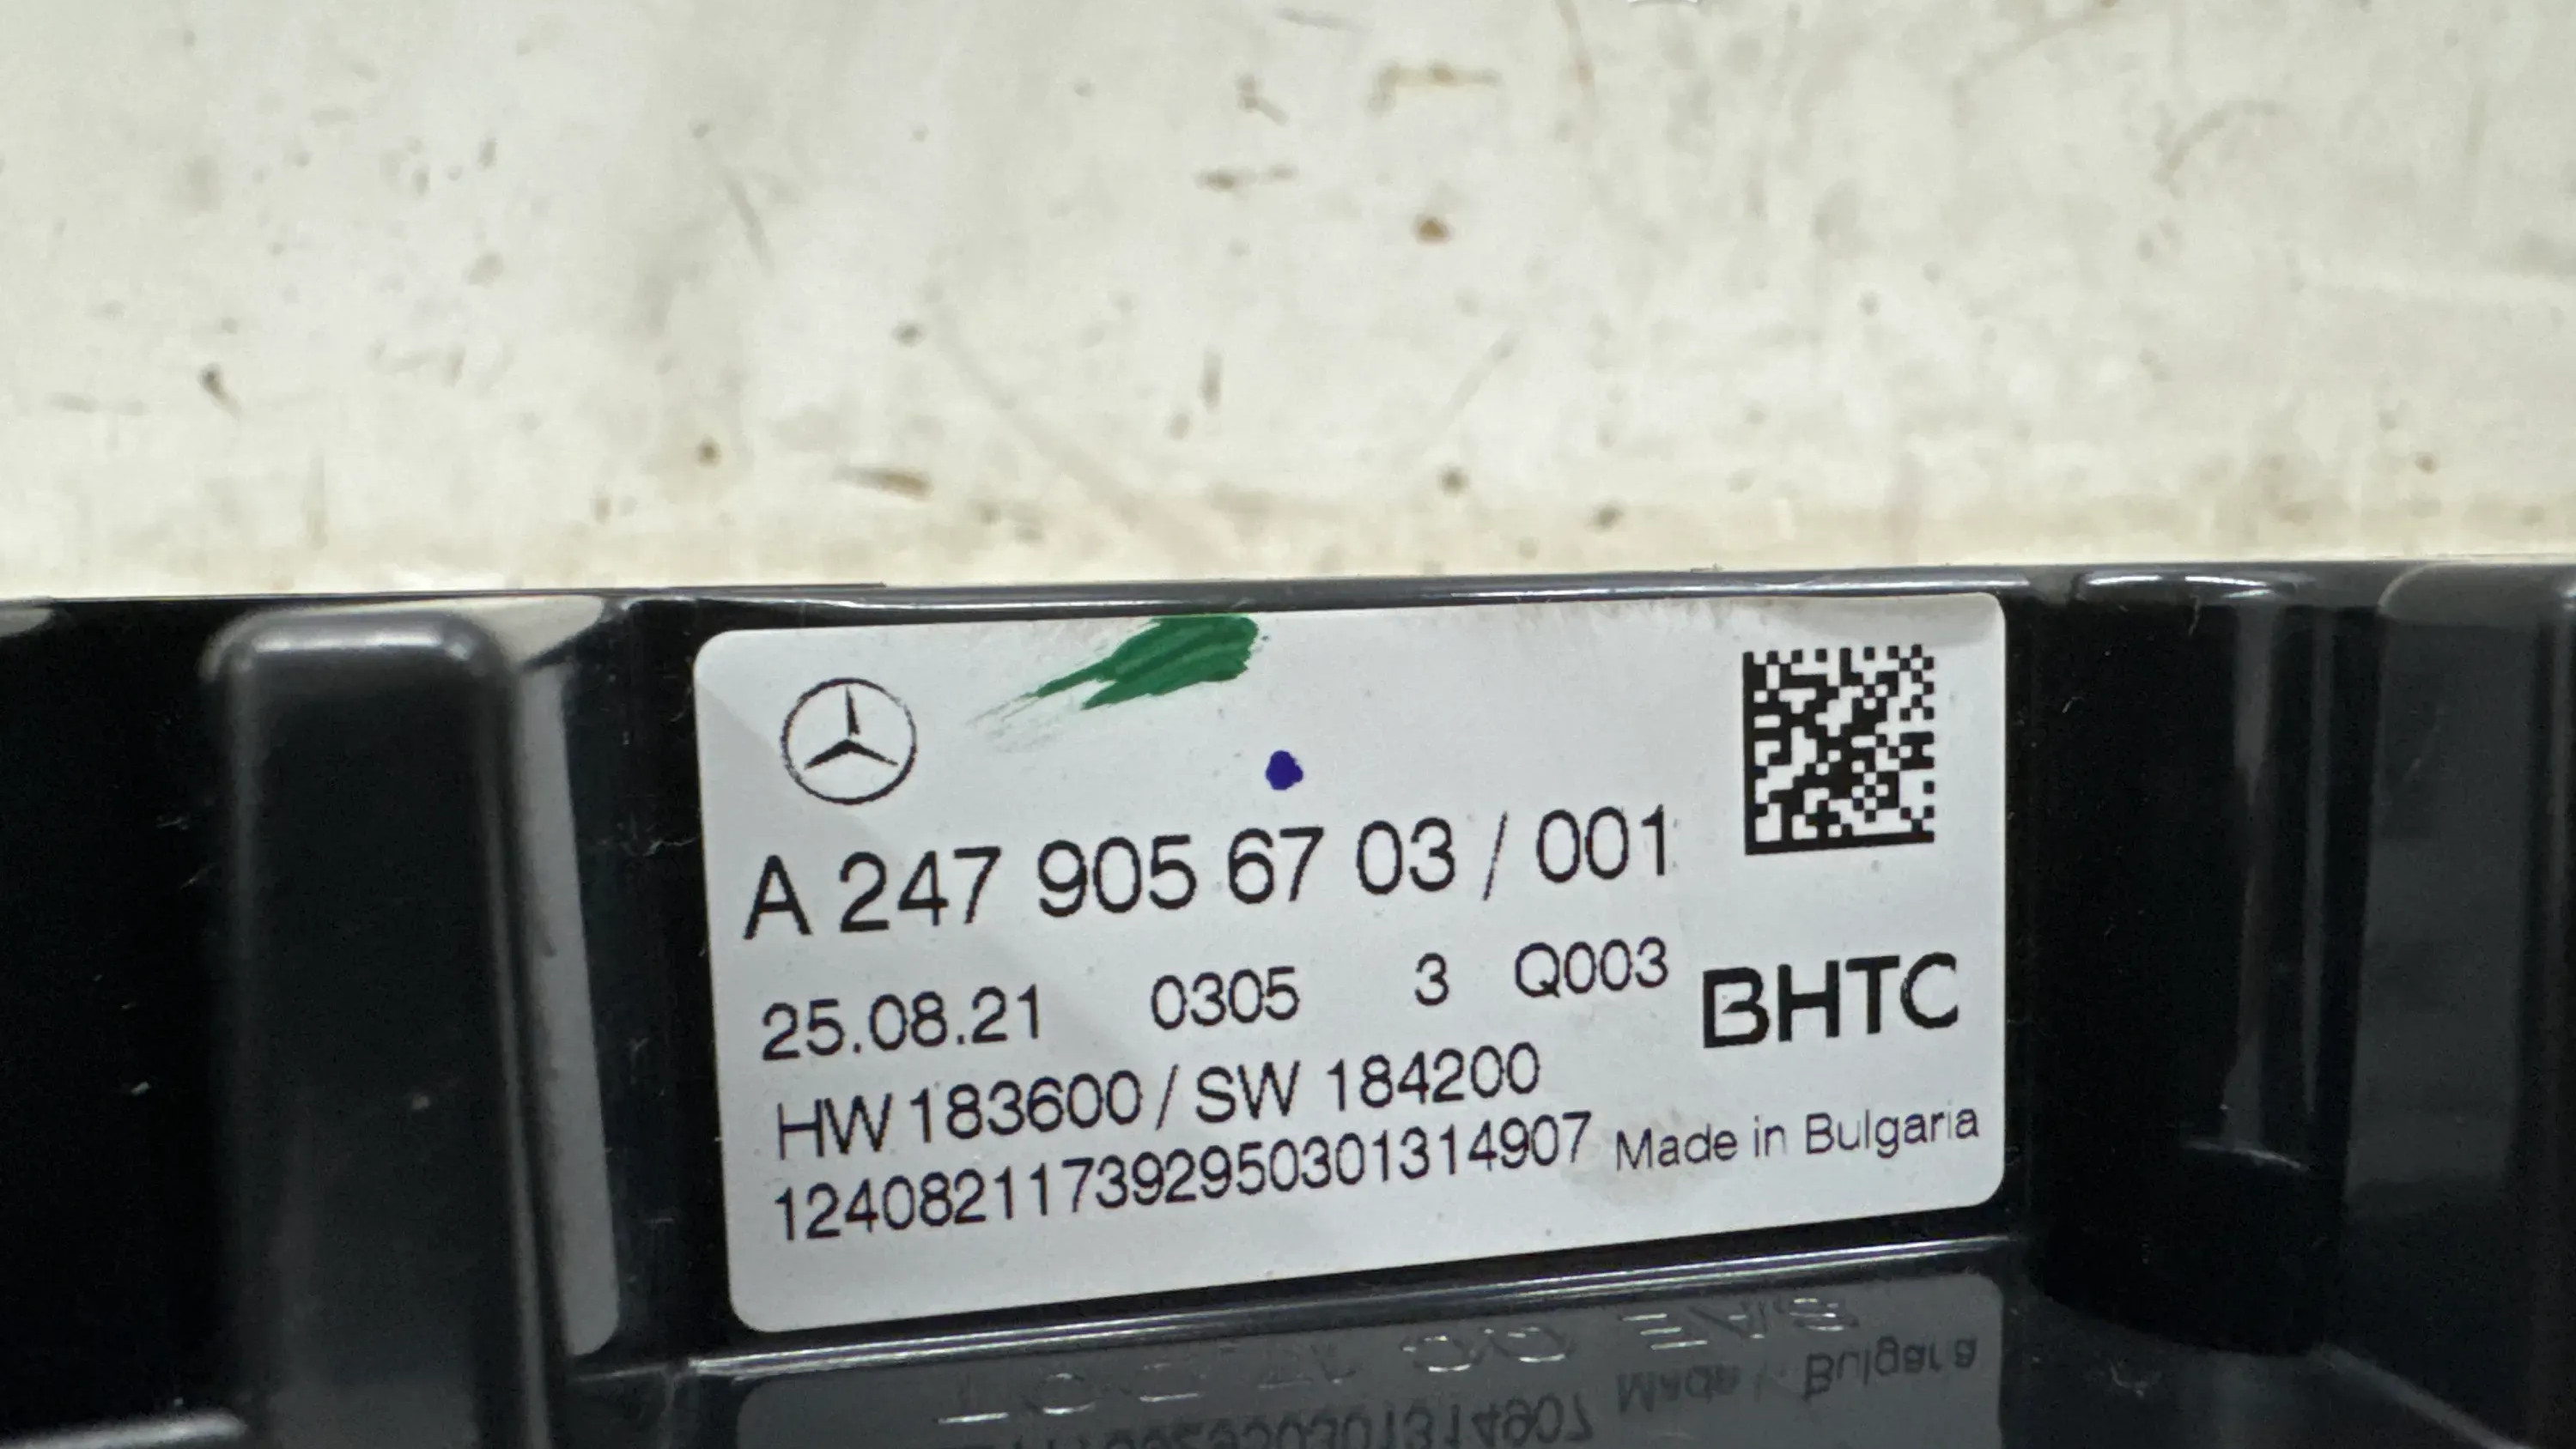 A 247 905 67 03 / 001
25.08.21 0305 3 Q003
BHTC
HW 183600 / SW 184200
124082117392950301314907 Made in Bulgaria